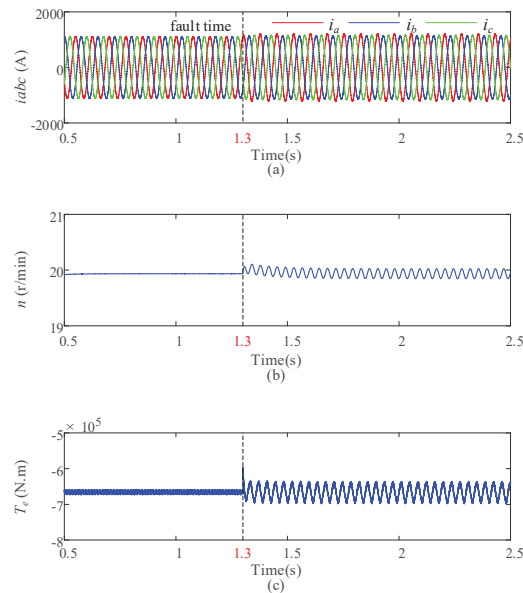 2000
fault time
i_a
i_b
i_c
0
iabc (A)
-2000
0.5
1
1.3
1.5
2
2.5
Time(s)
(a)
21
20
n (r/min)
19
0.5
1
1.3
1.5
2
2.5
Time(s)
(b)
× 10^5
-5
-6
T_e (N.m)
-7
-8
0.5
1
1.3
1.5
2
2.5
Time(s)
(c)